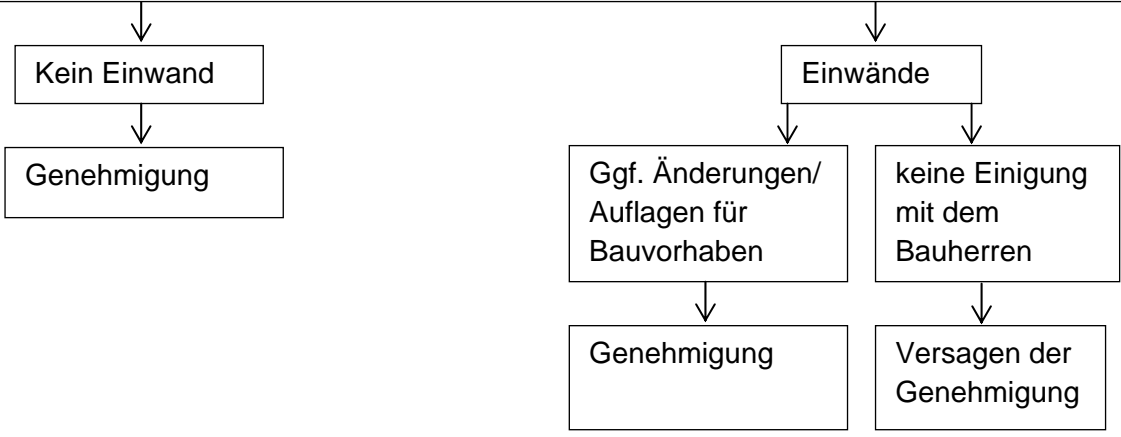 Kein Einwand
Einwände
Genehmigung
Ggf. Änderungen/
Auflagen für
Bauvorhaben
keine Einigung
mit dem
Bauherren
Genehmigung
Versagen der
Genehmigung